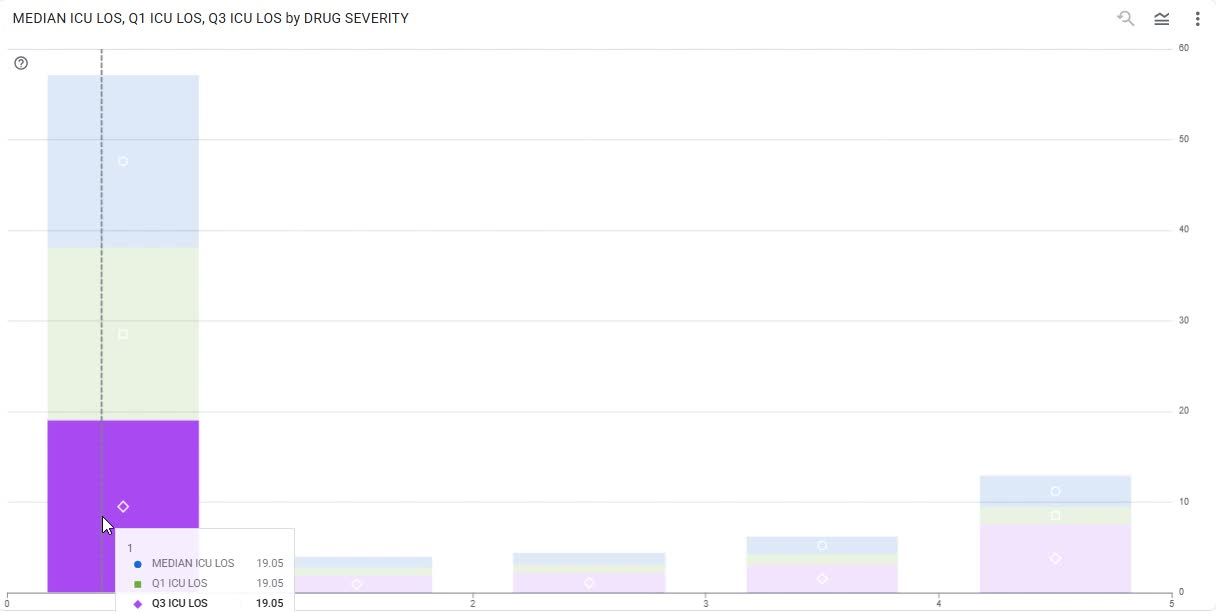 MEDIAN ICU LOS, Q1 ICU LOS, Q3 ICU LOS by DRUG SEVERITY
60
50
40
30
20
10
0
1
MEDIAN ICU LOS 19.05
Q1 ICU LOS 19.05
Q3 ICU LOS 19.05
0 2 3 4 5